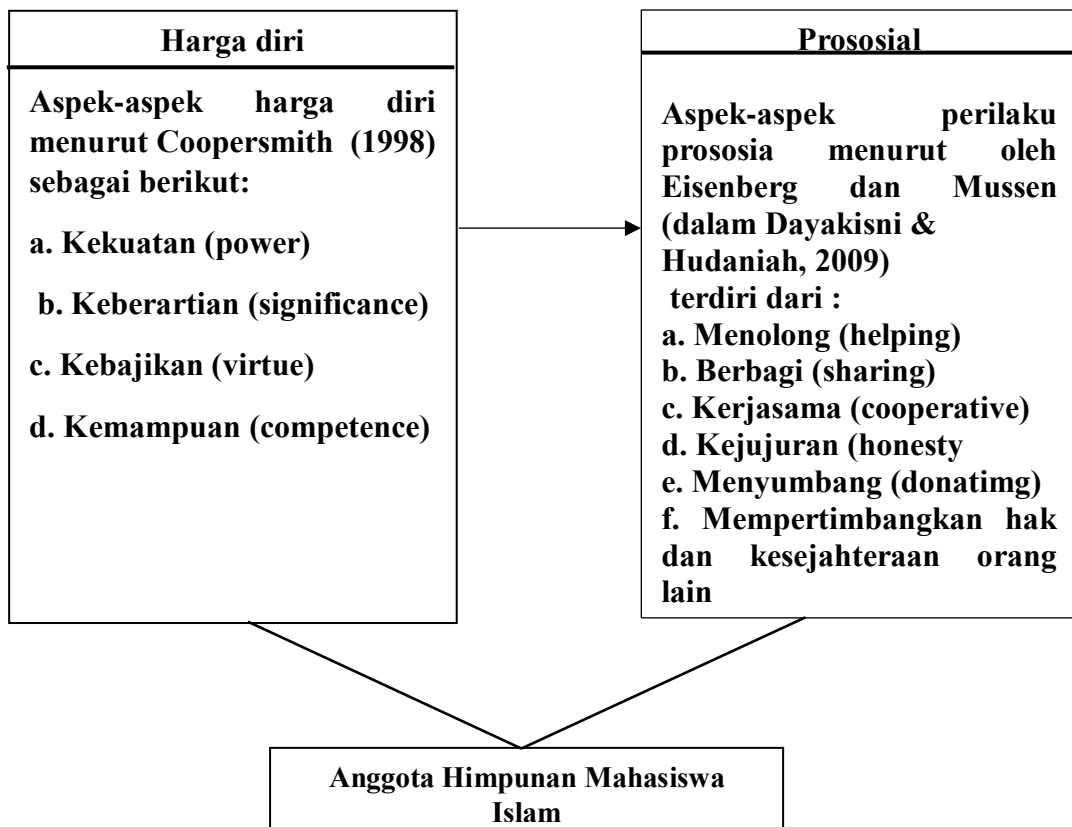 Harga diri
Aspek-aspek harga diri
menurut Coopersmith (1998)
sebagai berikut:
a. Kekuatan (power)
b. Keberartian (significance)
c. Kebajikan (virtue)
d. Kemampuan (competence)
Prososial
Aspek-aspek perilaku
prososia menurut oleh
Eisenberg dan Mussen
(dalam Dayakisni &
Hudaniah, 2009)
terdiri dari :
a. Menolong (helping)
b. Berbagi (sharing)
c. Kerjasama (cooperative)
d. Kejujuran (honesty
e. Menyumbang (donatimg)
f. Mempertimbangkan hak
dan kesejahteraan orang
lain
Anggota Himpunan Mahasiswa
Islam